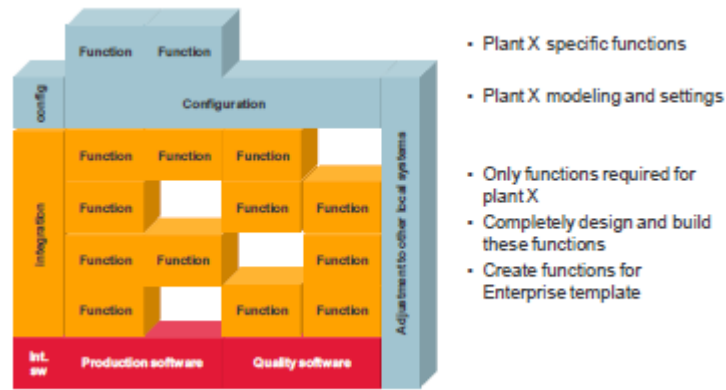 Function Function
• Plant X specific functions
config
Configuration
• Plant X modeling and settings
Integration
Function Function Function
Function Function Function
Function Function Function
Function Function Function
Adjustment to other local systems
• Only functions required for
plant X
• Completely design and build
these functions
• Create functions for
Enterprise template
Int.
sw
Production software
Quality software